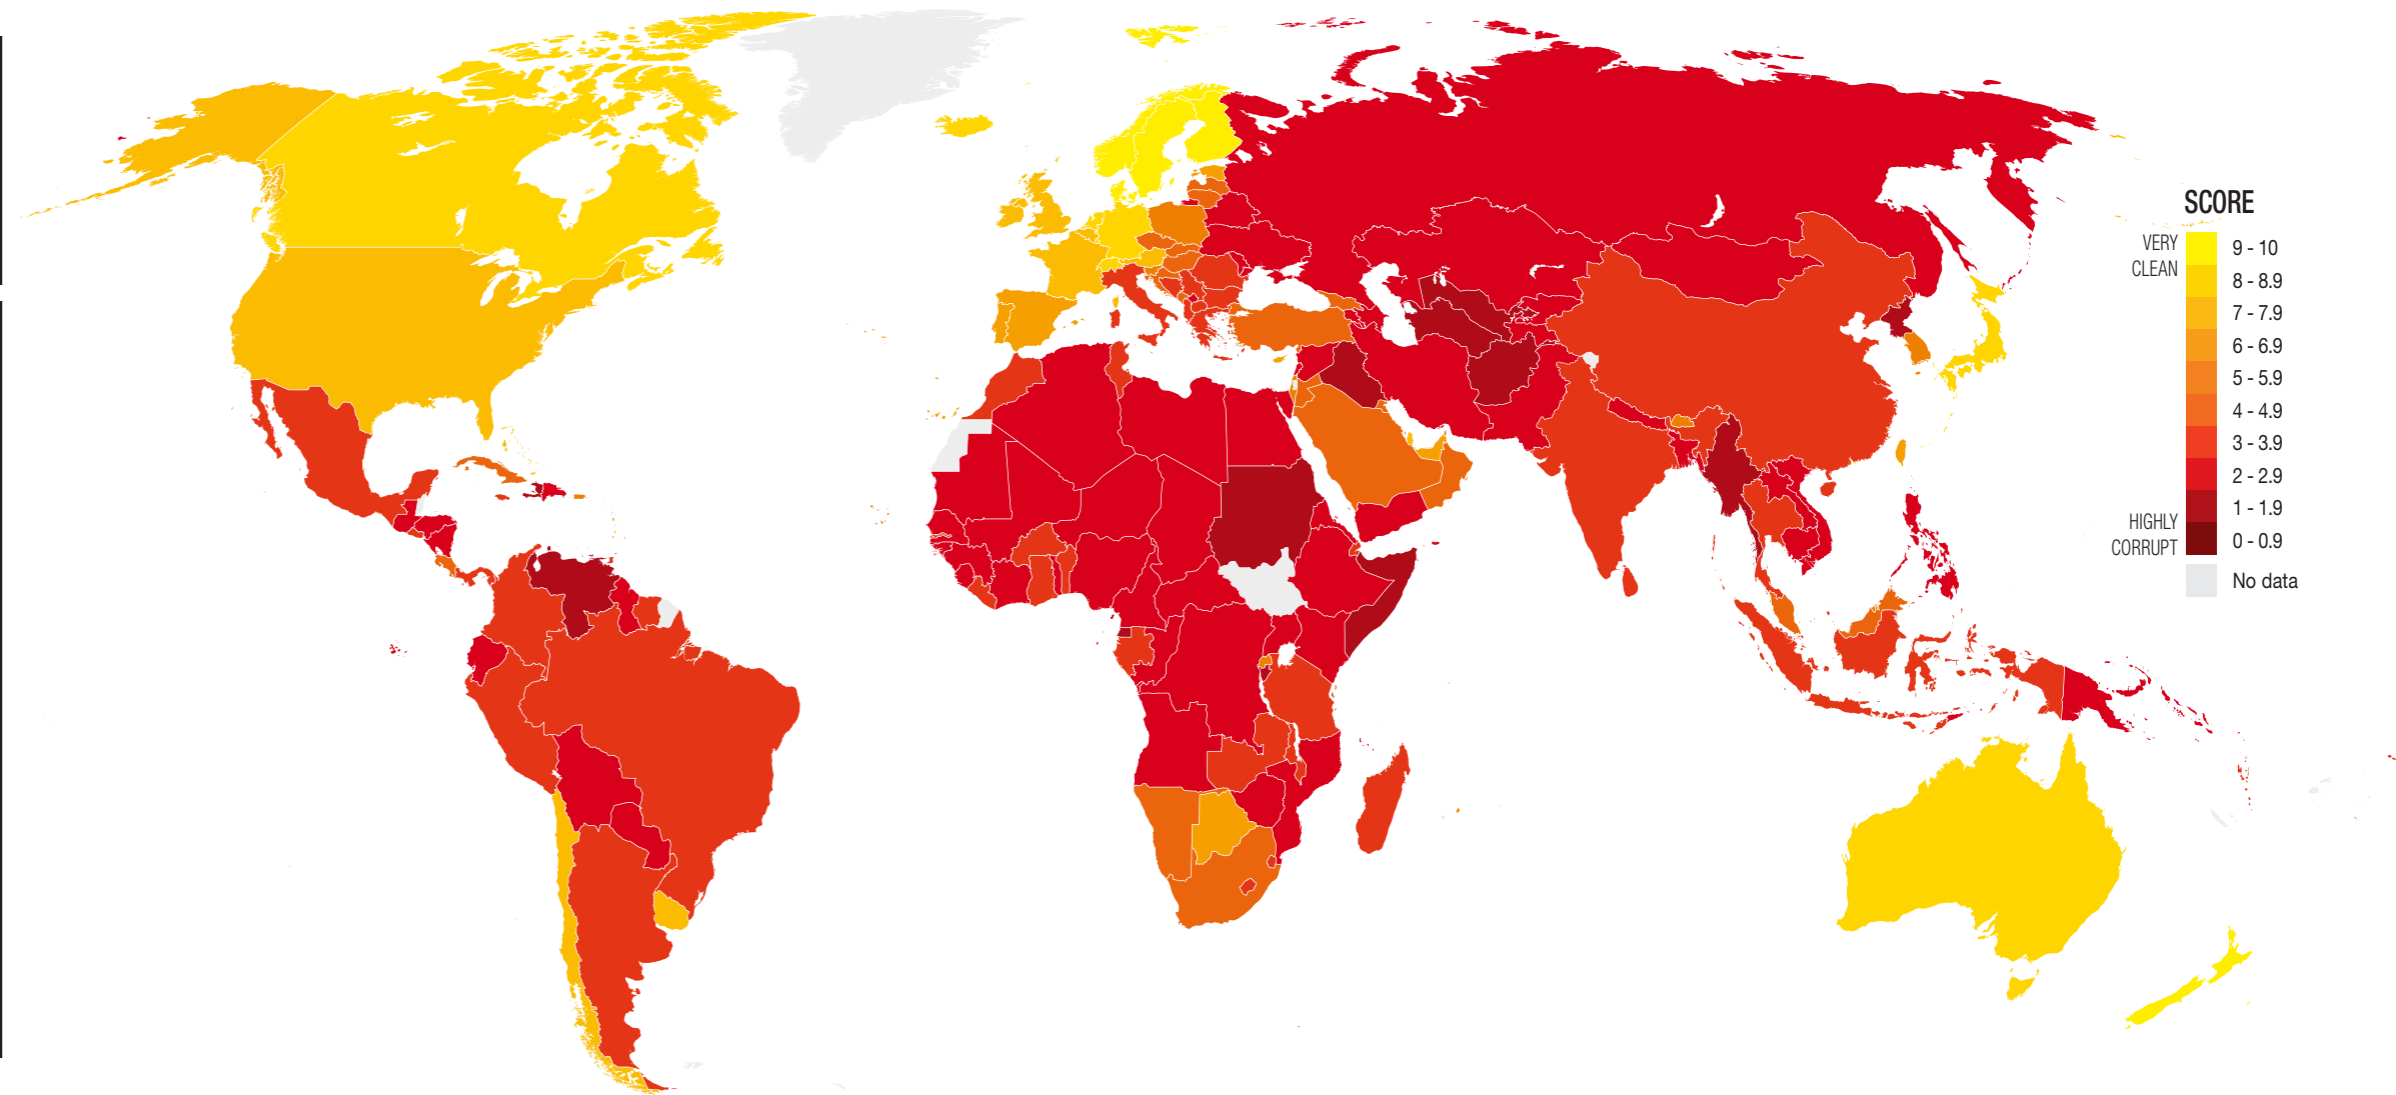 SCORE
VERY
CLEAN
9 - 10
8 - 8.9
7 - 7.9
6 - 6.9
5 - 5.9
4 - 4.9
3 - 3.9
2 - 2.9
1 - 1.9
HIGHLY
CORRUPT
0 - 0.9
No data